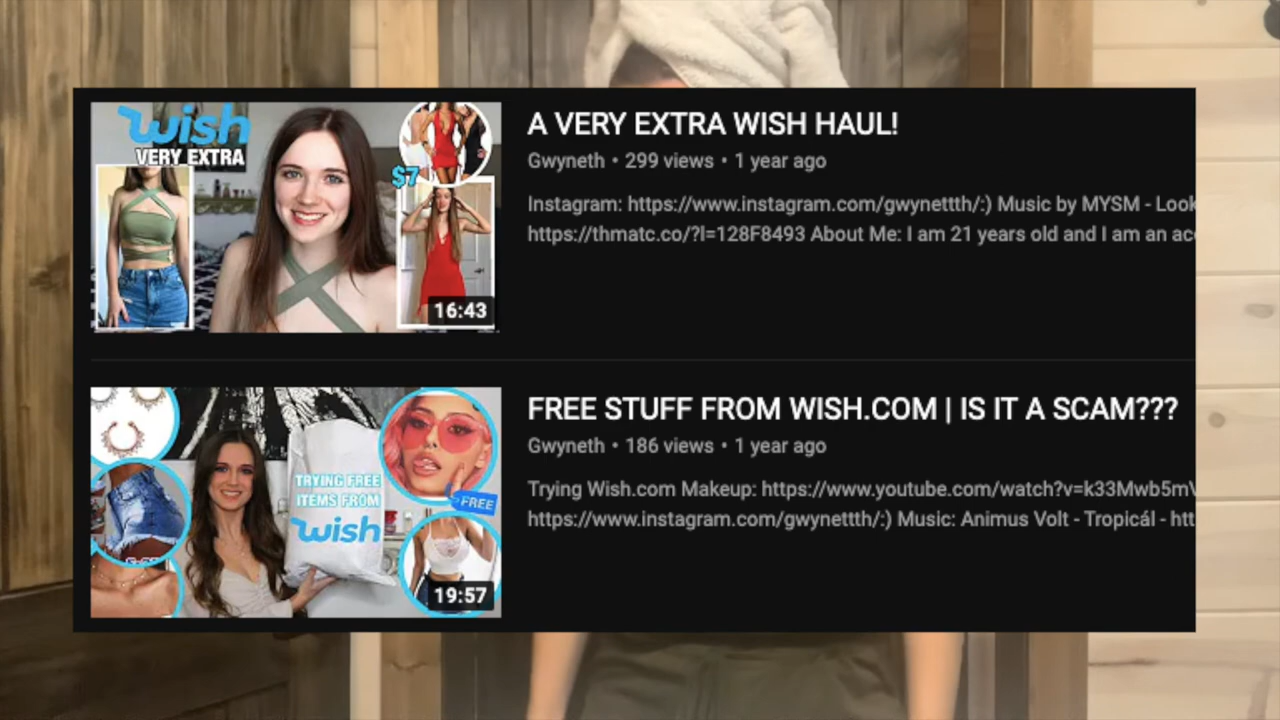 wish
VERY EXTRA
$7
16:43
A VERY EXTRA WISH HAUL!
Gwyneth • 299 views • 1 year ago
Instagram: https://www.instagram.com/gwynettth/:) Music by MYSM - Look
https://thmatc.co/?l=128F8493 About Me: I am 21 years old and I am an ac
TRYING FREE
ITEMS FROM
wish
FREE
19:57
FREE STUFF FROM WISH.COM | IS IT A SCAM???
Gwyneth • 186 views • 1 year ago
Trying Wish.com Makeup: https://www.youtube.com/watch?v=k33Mwb5m
https://www.instagram.com/gwynettth/:) Music: Animus Volt - Tropicál - htt